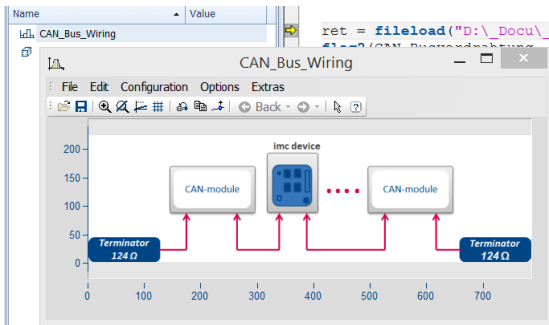 Name Value
CAN_Bus_Wiring
ret = fileload("D:\_Docu\_
CAN_Bus_Wiring
File Edit Configuration Options Extras
Back
imc device
200
150
100
50
0
CAN-module
CAN-module
Terminator
124 Ω
Terminator
124 Ω
0 100 200 300 400 500 600 700